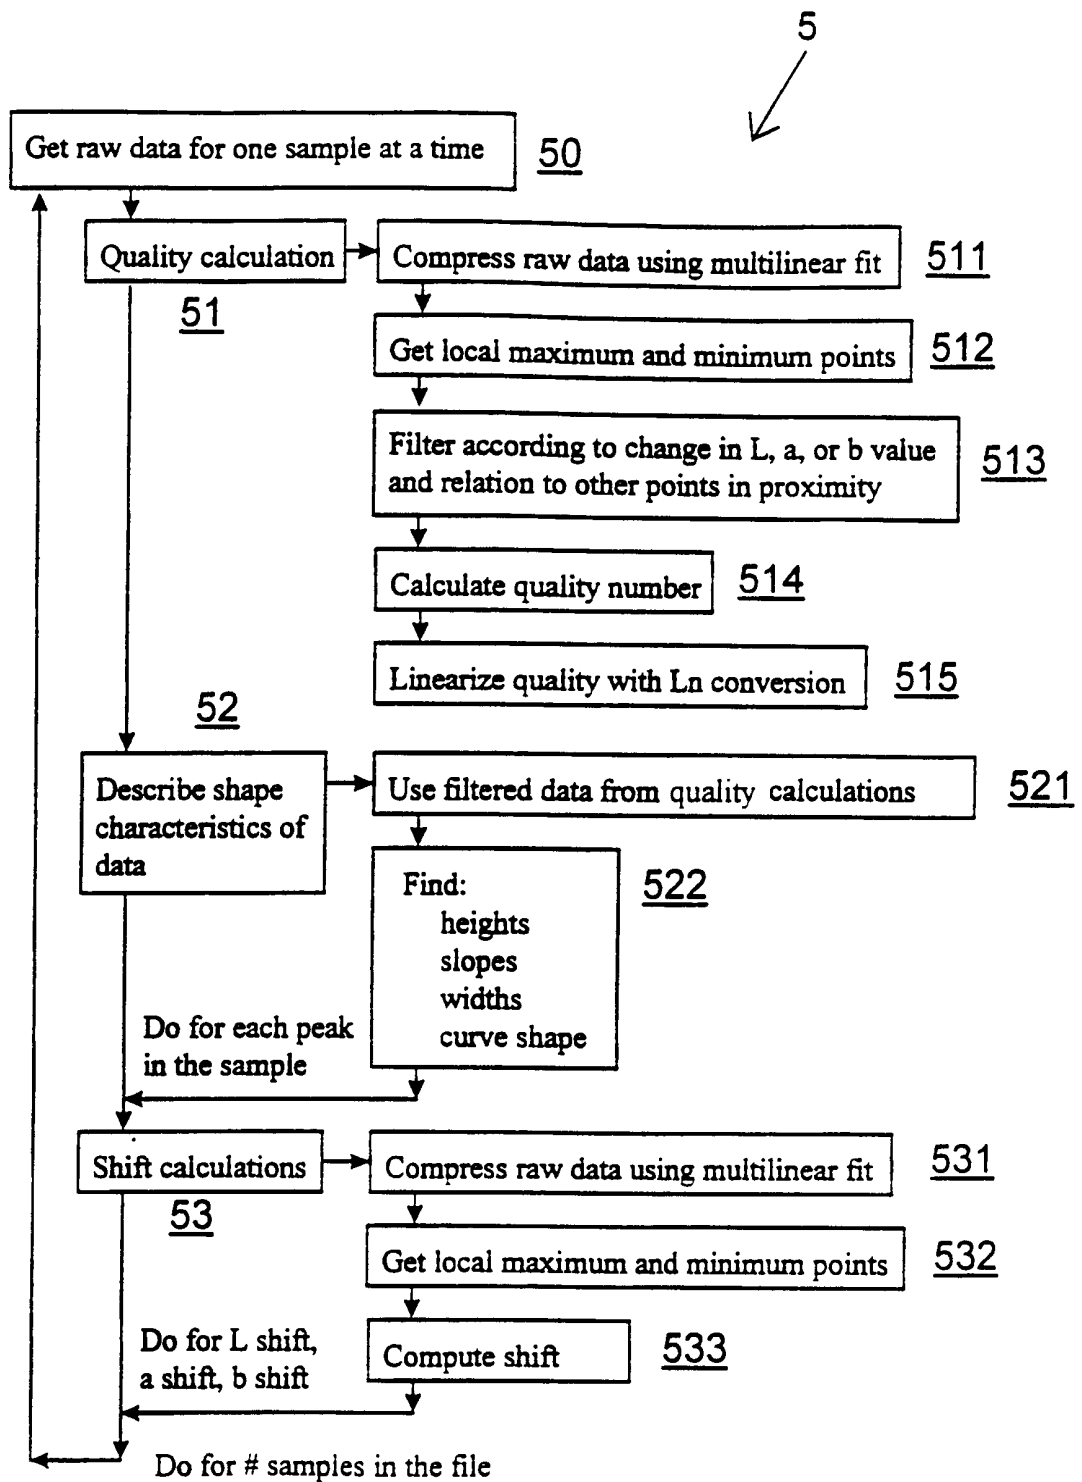 5
Get raw data for one sample at a time
50
Quality calculation
51
Compress raw data using multilinear fit
511
Get local maximum and minimum points
512
Filter according to change in L, a, or b value
and relation to other points in proximity
513
Calculate quality number
514
Linearize quality with Ln conversion
515
52
Describe shape
characteristics of
data
Use filtered data from quality calculations
521
Find:
heights
slopes
widths
curve shape
522
Do for each peak
in the sample
Shift calculations
53
Compress raw data using multilinear fit
531
Get local maximum and minimum points
532
Compute shift
533
Do for L shift,
a shift, b shift
Do for # samples in the file